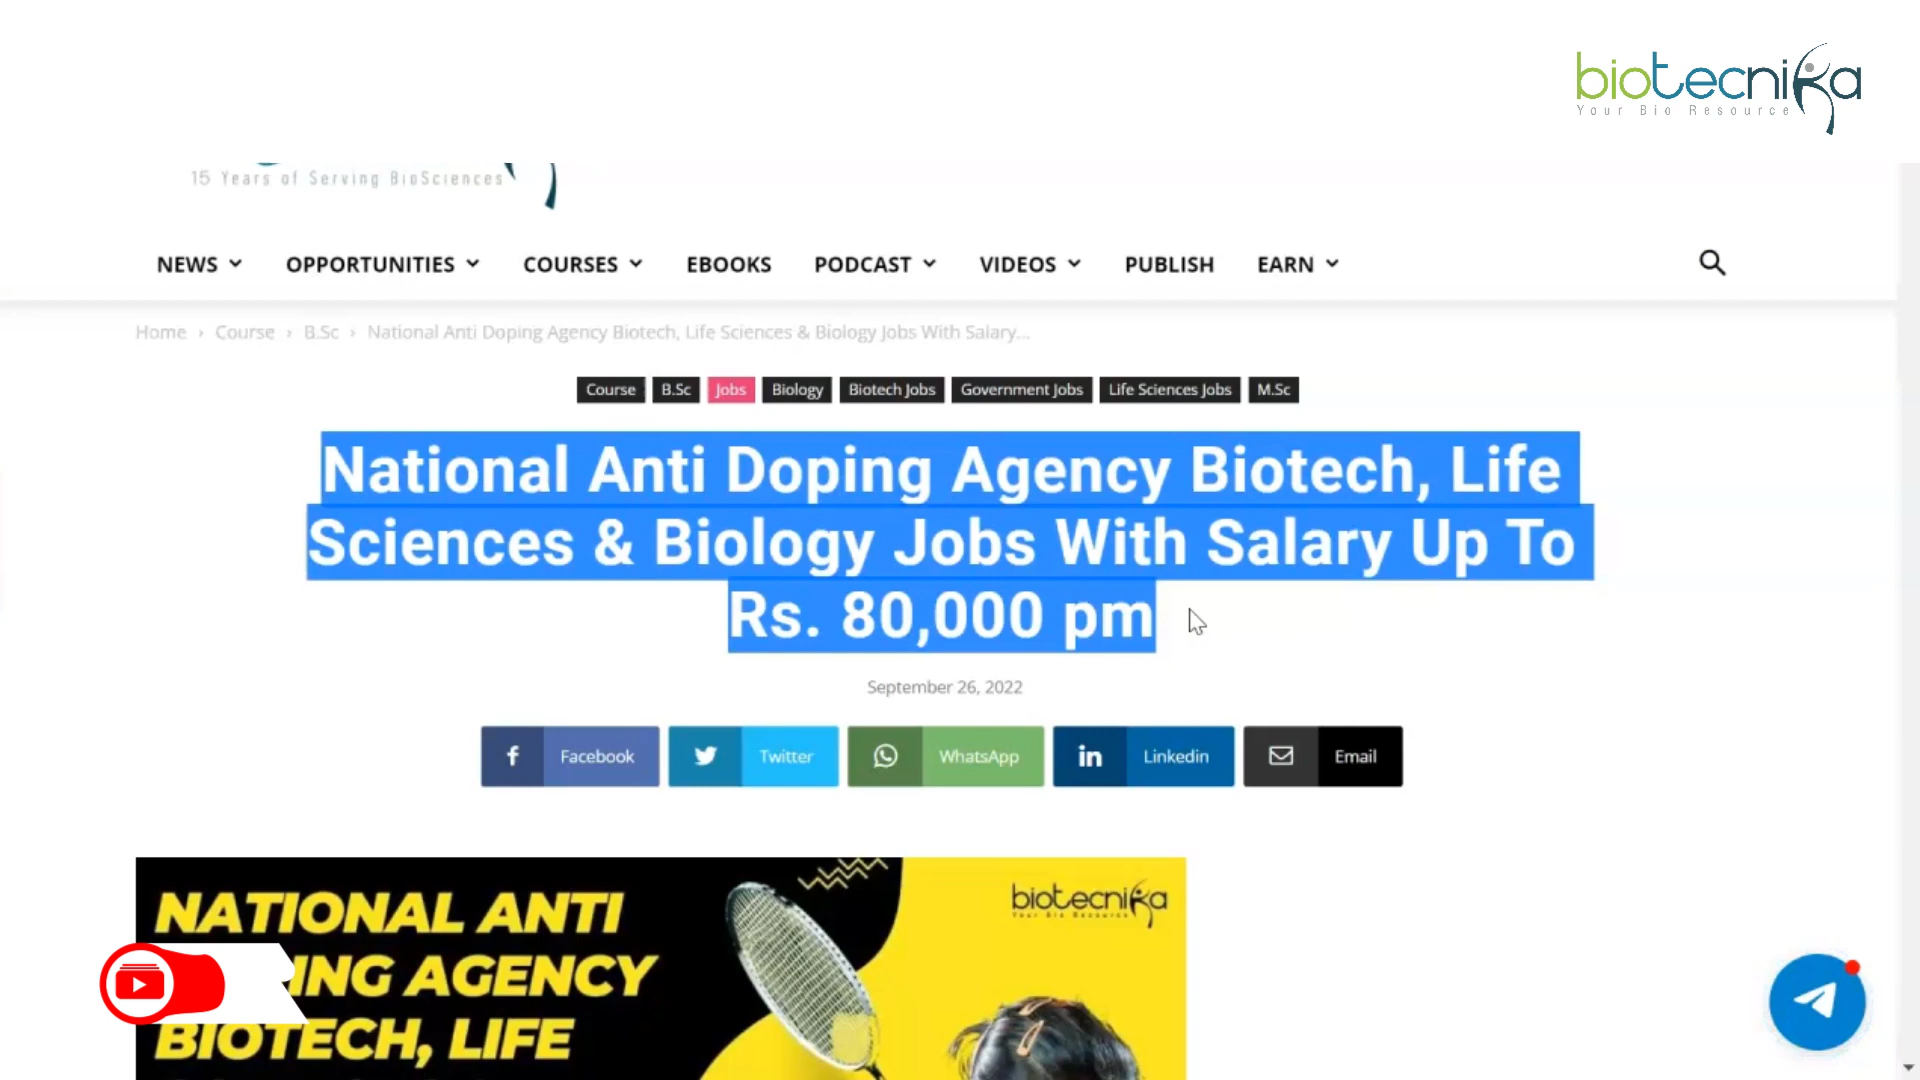 biotecnika
Your Bio Resource
15 Years of Serving BioSciences
NEWS OPPORTUNITIES COURSES EBOOKS PODCAST VIDEOS PUBLISH EARN
Home › Course › B.Sc › National Anti Doping Agency Biotech, Life Sciences & Biology Jobs With Salary...
Course B.Sc Jobs Biology Biotech Jobs Government Jobs Life Sciences Jobs M.Sc
National Anti Doping Agency Biotech, Life
Sciences & Biology Jobs With Salary Up To
Rs. 80,000 pm
September 26, 2022
Facebook Twitter WhatsApp Linkedin Email
biotecnika
Your Bio Resource
NATIONAL ANTI
ING AGENCY
BIOTECH, LIFE